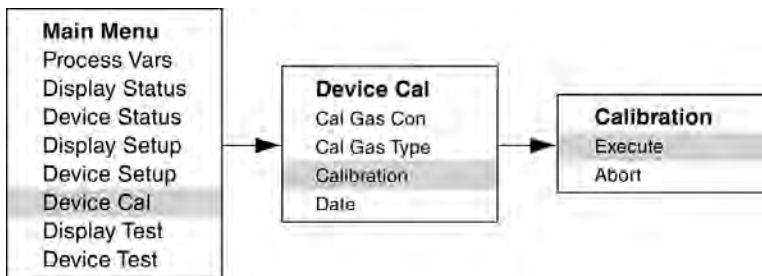 Main Menu
Process Vars
Display Status
Device Status
Display Setup
Device Setup
Device Cal
Display Test
Device Test
Device Cal
Cal Gas Con
Cal Gas Type
Calibration
Date
Calibration
Execute
Abort